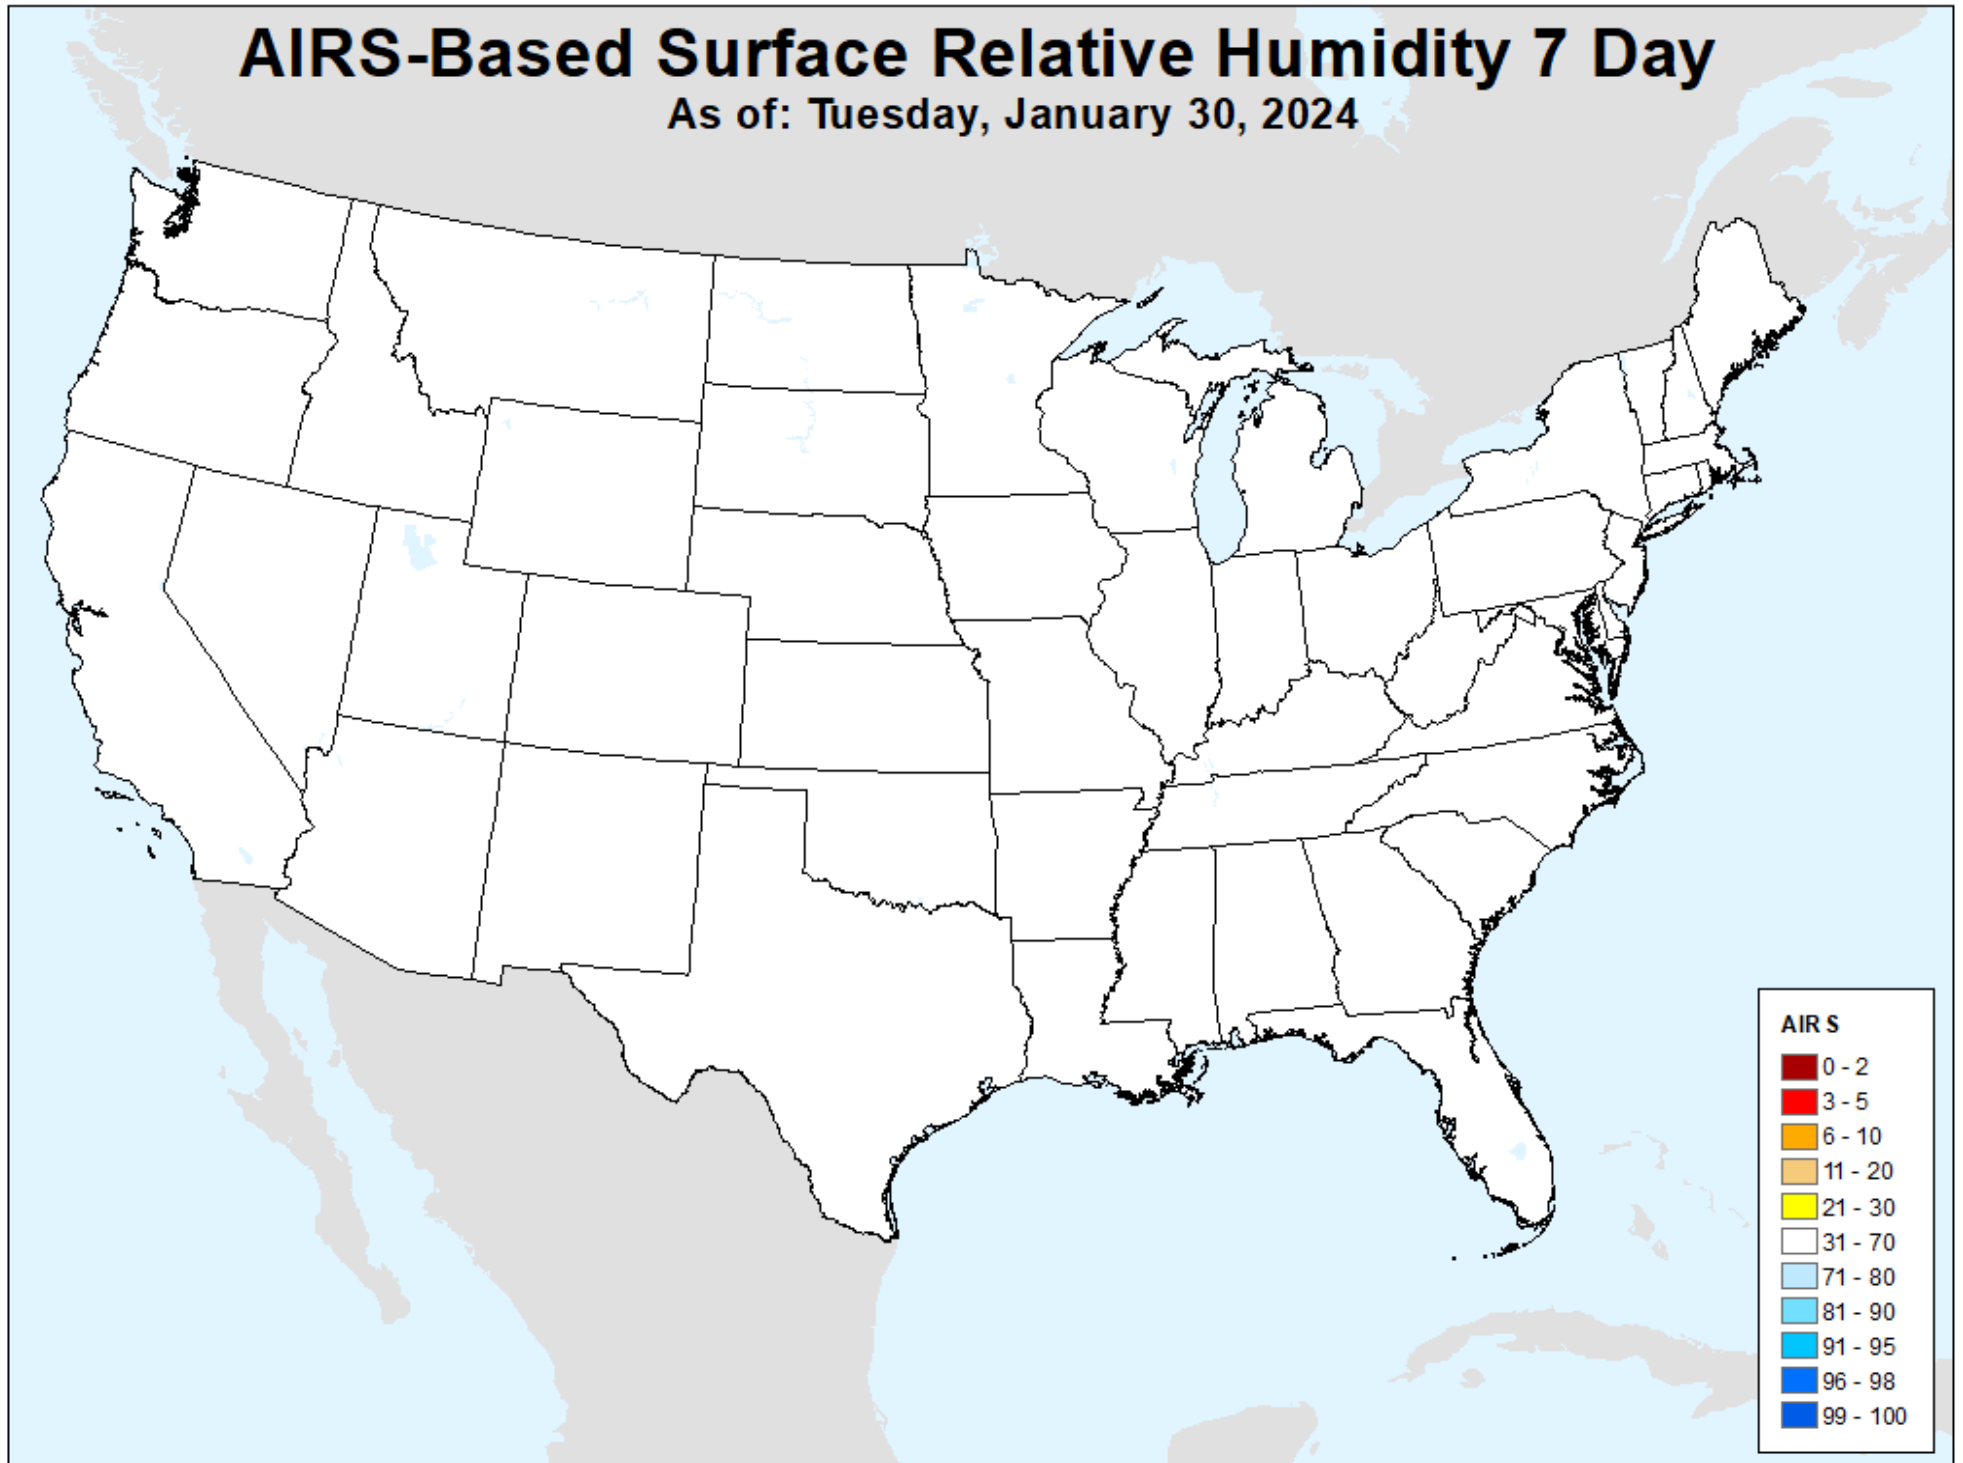 AIRS-Based Surface Relative Humidity 7 Day
As of: Tuesday, January 30, 2024
AIRS
0 - 2
3 - 5
6 - 10
11 - 20
21 - 30
31 - 70
71 - 80
81 - 90
91 - 95
96 - 98
99 - 100